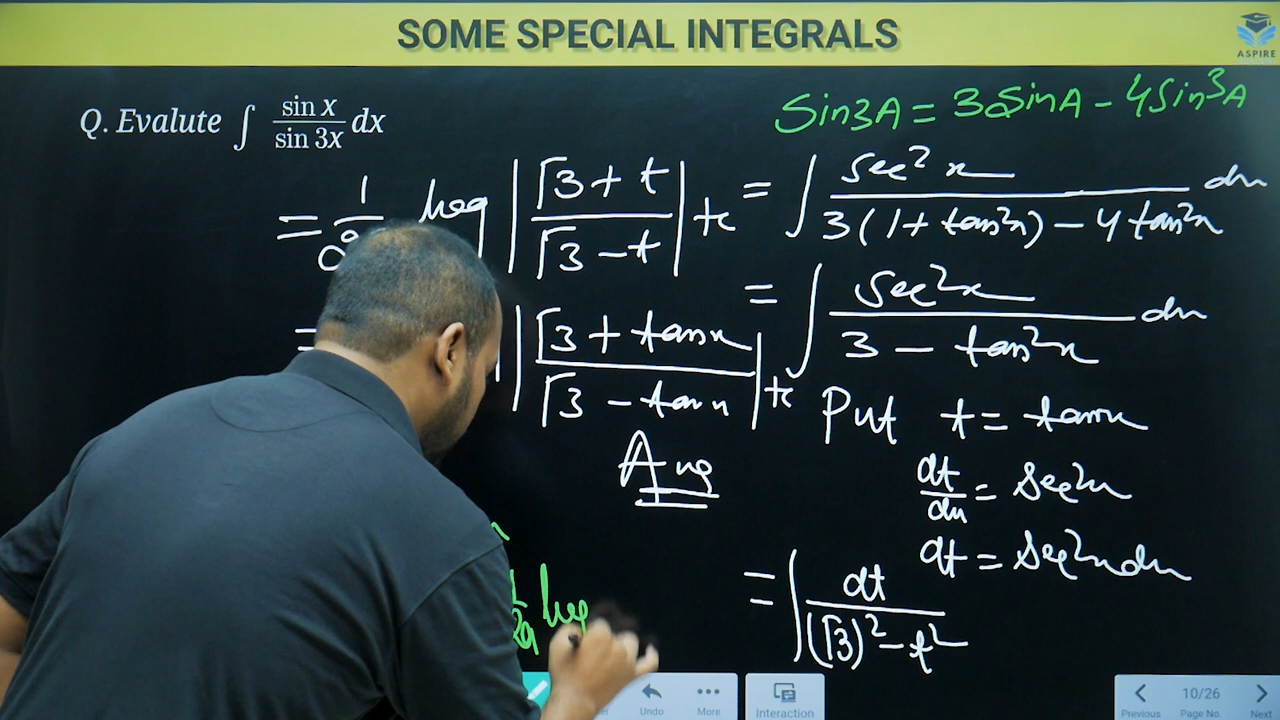 SOME SPECIAL INTEGRALS
ASPIRE
Q. Evalute ∫ sin x / sin 3x dx
Sin3A = 3SinA - 4Sin³A
= ∫ Sec² x / 3(1 + tan²x) - 4 tan²x dx
= ∫ Sec²x / 3 - tan²x dx
Put t = tanx
dt/dx = Sec²x
dt = Sec²x dx
= ∫ dt / (√3)² - t²
= 1 log | √3 + t / √3 - t | + c
= | √3 + tanx / √3 - tanx | + c
Ans
log
Undo
More
Interaction
Previous
10/26
Page No.
Next